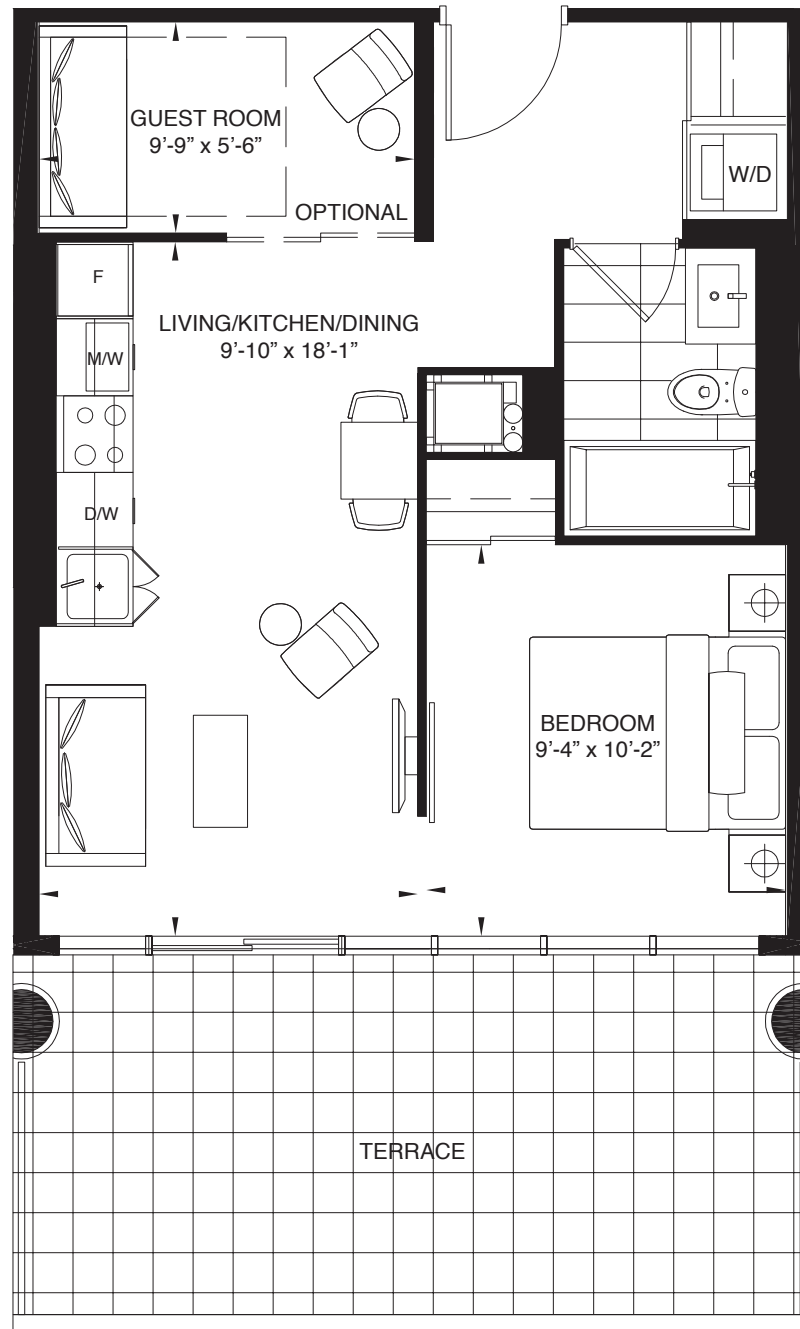 GUEST ROOM
9’-9” x 5’-6”
OPTIONAL
W/D
F
LIVING/KITCHEN/DINING
9’-10” x 18’-1”
M/W
D/W
BEDROOM
9’-4” x 10’-2”
TERRACE